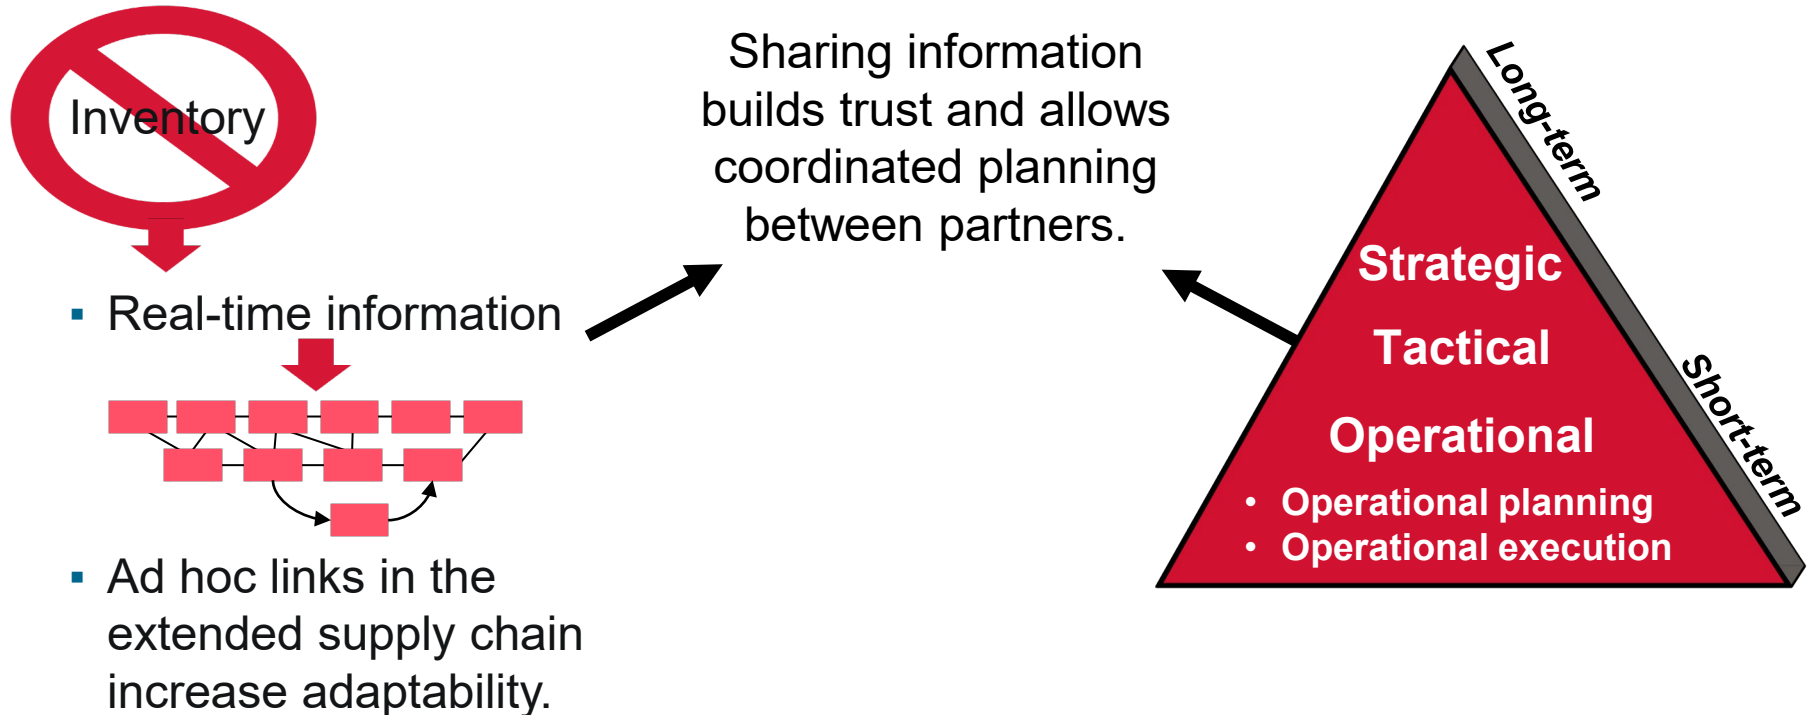 Inventory
▪ Real-time information
▪ Ad hoc links in the
extended supply chain
increase adaptability.
Sharing information
builds trust and allows
coordinated planning
between partners.
Long-term
Short-term
Strategic
Tactical
Operational
• Operational planning
• Operational execution